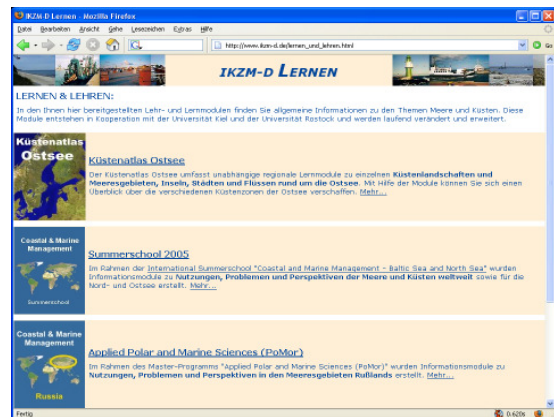 IKZM-D Lernen - Mozilla Firefox
Datei Bearbeiten Ansicht Gehe Lesezeichen Extras Hilfe
http://www.ikzm-d.de/lernen_und_lehren.html Go
IKZM-D LERNEN
LERNEN & LEHREN:
In den Ihnen hier bereitgestellten Lehr- und Lernmodulen finden Sie allgemeine Informationen zu den Themen Meere und Küsten. Diese
Module entstehen in Kooperation mit der Universität Kiel und der Universität Rostock und werden laufend verändert und erweitert.
Küstenatlas
Ostsee
Küstenatlas Ostsee
Der Küstenatlas Ostsee umfasst unabhängige regionale Lernmodule zu einzelnen Küstenlandschaften und
Meeresgebieten, Inseln, Städten und Flüssen rund um die Ostsee. Mit Hilfe der Module können Sie sich einen
Überblick über die verschiedenen Küstenzonen der Ostsee verschaffen. Mehr...
Coastal & Marine
Management
Summerschool
Summerschool 2005
Im Rahmen der International Summerschool "Coastal and Marine Management - Baltic Sea and North Sea" wurden
Informationsmodule zu Nutzungen, Problemen und Perspektiven der Meere und Küsten weltweit sowie für die
Nord- und Ostsee erstellt. Mehr...
Coastal & Marine
Management
Russia
Applied Polar and Marine Sciences (PoMor)
Im Rahmen des Master-Programms "Applied Polar and Marine Sciences (PoMor)" wurden Informationsmodule zu
Nutzungen, Problemen und Perspektiven in den Meeresgebieten Rußlands erstellt. Mehr...
Fertig 0.620s